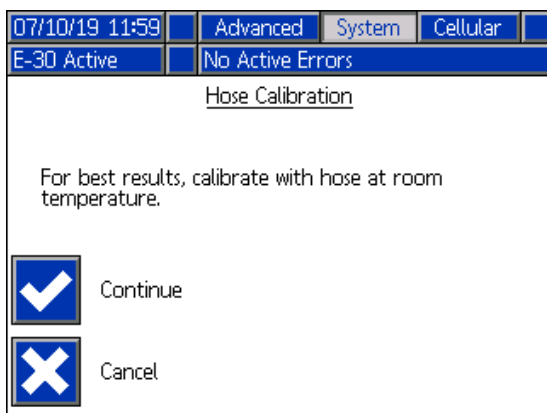 07/10/19 11:59 Advanced System Cellular
E-30 Active No Active Errors
Hose Calibration
For best results, calibrate with hose at room
temperature.
Continue
Cancel